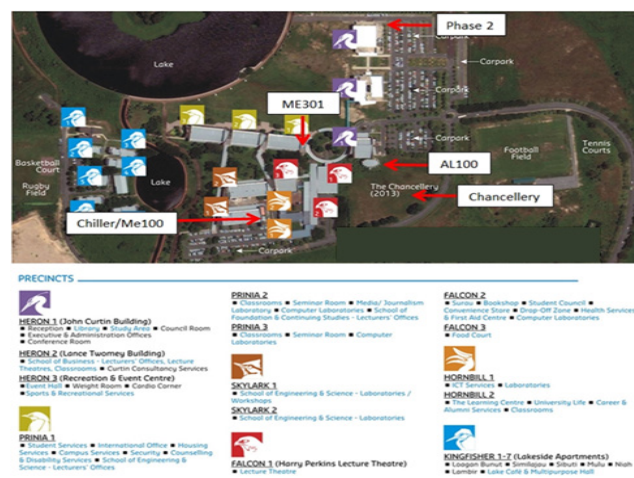 Phase 2
Lake
Carpark
Carpark
ME301
Carpark
Carpark
Basketball
Court
Rugby
Field
Lake
AL100
Football
Field
Tennis
Courts
The Chancellery
(2013)
Chancellery
Chiller/Me100
Carpark
1
1
2
PRECINCTS
HERON 1 (John Curtin Building)
■ Reception ■ Library ■ Study Area ■ Council Room
■ Executive & Administration Offices
■ Conference Room
HERON 2 (Lance Twomey Building)
■ School of Business - Lecturers' Offices, Lecture
Theatres, Classrooms ■ Curtin Consultancy Services
HERON 3 (Recreation & Event Centre)
■ Event Hall ■ Weight Room ■ Cardio Corner
■ Sports & Recreational Services
PRINIA 1
■ Student Services ■ International Office ■ Housing
Services ■ Campus Services ■ Security ■ Counselling
& Disability Services ■ School of Engineering &
Science - Lecturers' Offices
PRINIA 2
■ Classrooms ■ Seminar Room ■ Media/ Journalism
Laboratory ■ Computer Laboratories ■ School of
Foundation & Continuing Studies - Lecturers' Offices
PRINIA 3
■ Classrooms ■ Seminar Room ■ Computer
Laboratories
SKYLARK 1
■ School of Engineering & Science - Laboratories /
Workshops
SKYLARK 2
■ School of Engineering & Science - Laboratories
FALCON 1 (Harry Perkins Lecture Theatre)
■ Lecture Theatre
FALCON 2
■ Surau ■ Bookshop ■ Student Council ■
Convenience Store ■ Drop-Off Zone ■ Health Services
& First Aid Centre ■ Computer Laboratories
FALCON 3
■ Food Court
HORNBILL 1
■ ICT Services ■ Laboratories
HORNBILL 2
■ The Learning Centre ■ University Life ■ Career &
Alumni Services ■ Classrooms
KINGFISHER 1-7 (Lakeside Apartments)
■ Loagan Bunut ■ Similajau ■ Sibuti ■ Mulu ■ Niah
■ Lambir ■ Lake Café & Multipurpose Hall